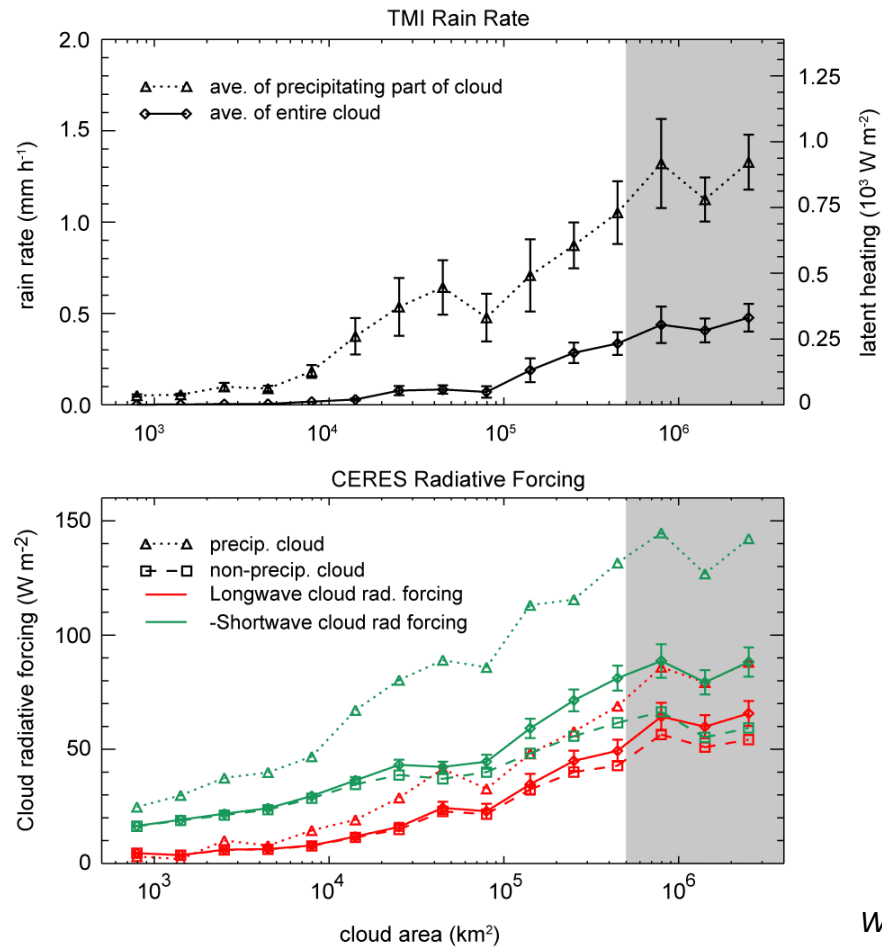 TMI Rain Rate
2.0
1.5
1.0
0.5
0.0
rain rate (mm h⁻¹)
ave. of precipitating part of cloud
ave. of entire cloud
1.25
1.0
0.75
0.5
0.25
0
latent heating (10³ W m⁻²)
10³ 10⁴ 10⁵ 10⁶
CERES Radiative Forcing
150
100
50
0
Cloud radiative forcing (W m⁻²)
precip. cloud
non-precip. cloud
Longwave cloud rad. forcing
-Shortwave cloud rad forcing
10³ 10⁴ 10⁵ 10⁶
cloud area (km²)
W